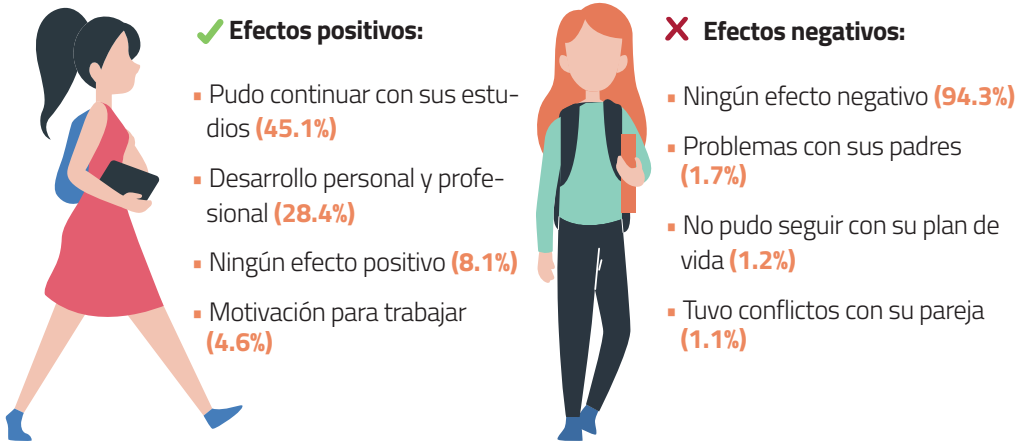 Efectos positivos:
▪ Pudo continuar con sus estu-
dios (45.1%)
▪ Desarrollo personal y profe-
sional (28.4%)
▪ Ningún efecto positivo (8.1%)
▪ Motivación para trabajar
(4.6%)
Efectos negativos:
▪ Ningún efecto negativo (94.3%)
▪ Problemas con sus padres
(1.7%)
▪ No pudo seguir con su plan de
vida (1.2%)
▪ Tuvo conflictos con su pareja
(1.1%)